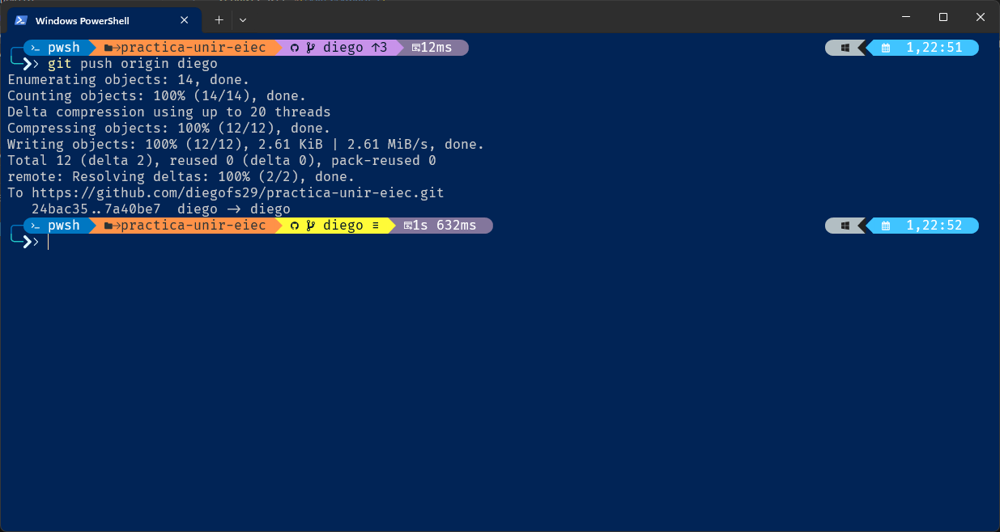 Windows PowerShell
pwsh practica-unir-eiec diego ↑3 12ms 1,22:51
git push origin diego
Enumerating objects: 14, done.
Counting objects: 100% (14/14), done.
Delta compression using up to 20 threads
Compressing objects: 100% (12/12), done.
Writing objects: 100% (12/12), 2.61 KiB | 2.61 MiB/s, done.
Total 12 (delta 2), reused 0 (delta 0), pack-reused 0
remote: Resolving deltas: 100% (2/2), done.
To https://github.com/diegofs29/practica-unir-eiec.git
24bac35..7a40be7 diego -> diego
pwsh practica-unir-eiec diego ≡ 1s 632ms 1,22:52